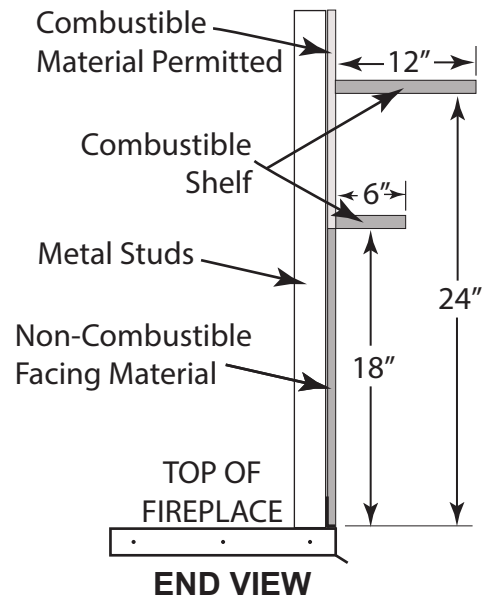 Combustible
Material Permitted
12”
Combustible
Shelf
6”
Metal Studs
24”
Non-Combustible
Facing Material
18”
TOP OF
FIREPLACE
END VIEW